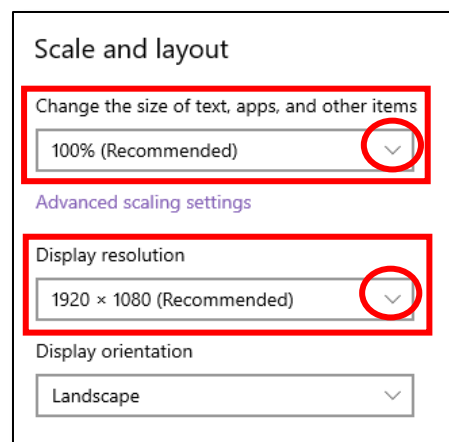 Scale and layout
Change the size of text, apps, and other items
100% (Recommended)
Advanced scaling settings
Display resolution
1920 × 1080 (Recommended)
Display orientation
Landscape